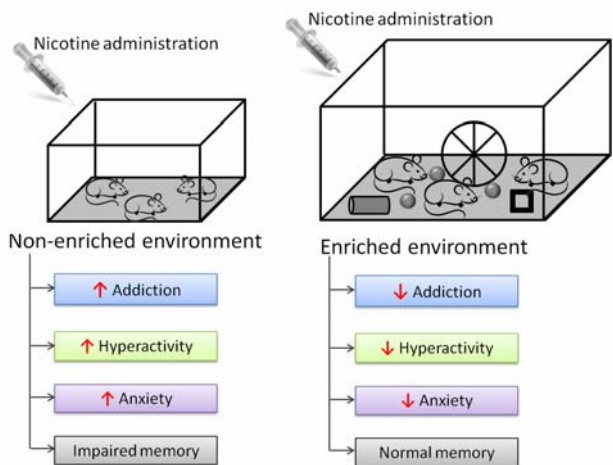 Nicotine administration
Non-enriched environment
↑ Addiction
↑ Hyperactivity
↑ Anxiety
Impaired memory
Nicotine administration
Enriched environment
↓ Addiction
↓ Hyperactivity
↓ Anxiety
Normal memory